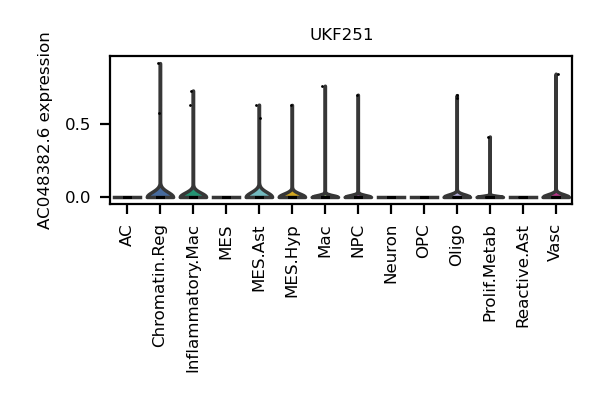 UKF251
AC048382.6 expression
0.5
0.0
AC
Chromatin.Reg
Inflammatory.Mac
MES
MES.Ast
MES.Hyp
Mac
NPC
Neuron
OPC
Oligo
Prolif.Metab
Reactive.Ast
Vasc